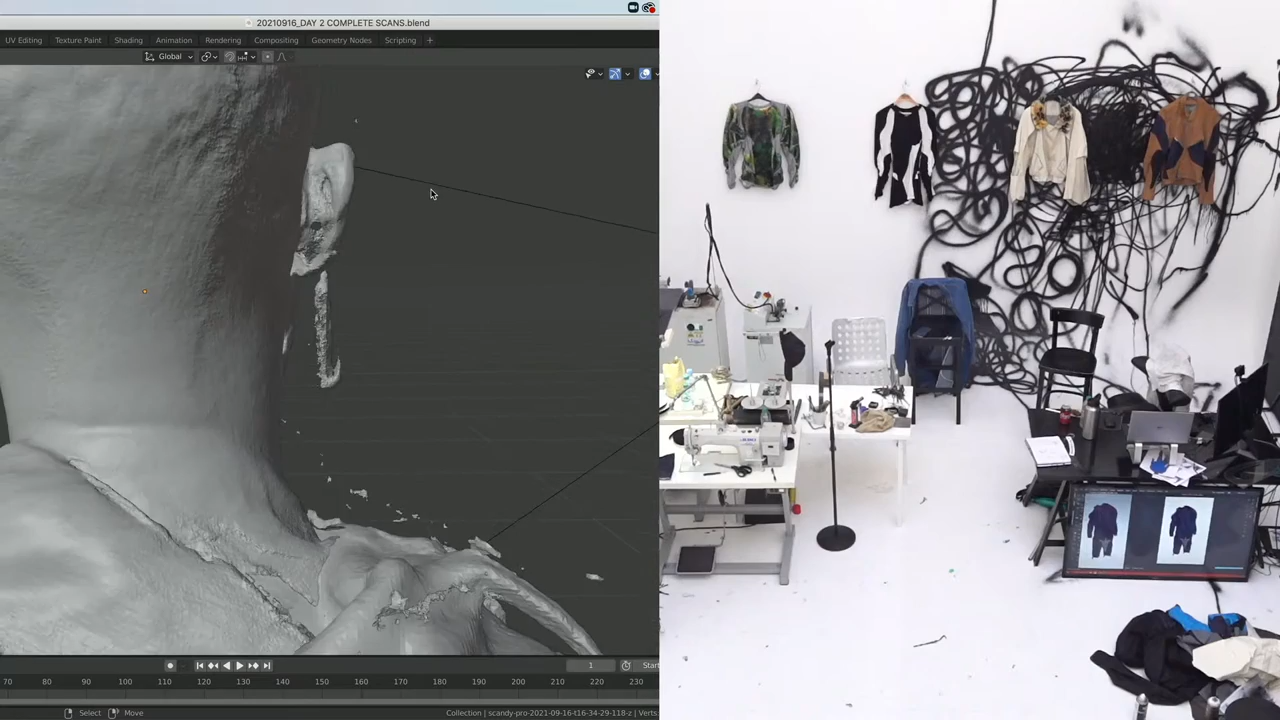 20210916_DAY 2 COMPLETE SCANS.blend
UV Editing Texture Paint Shading Animation Rendering Compositing Geometry Nodes Scripting +
Global
1 Start
70 80 90 100 110 120 130 140 150 160 170 180 190 200 210 220 230
Select Move Collection | scandy-pro-2021-09-16-t16-34-29-118-z | Verts: